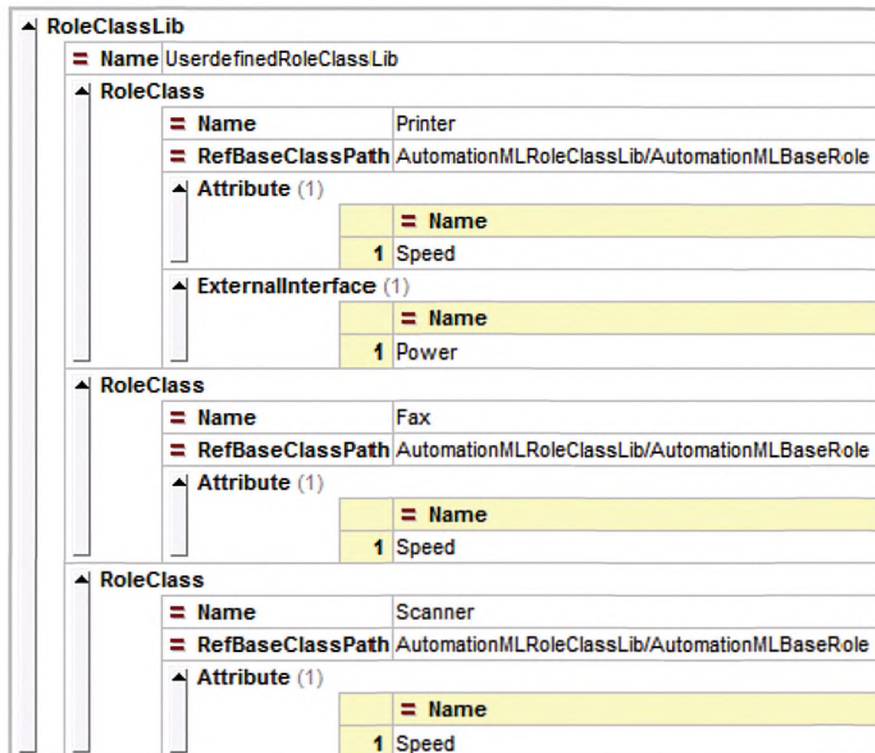 RoleClassLib
= Name UserdefinedRoleClassLib
RoleClass
= Name Printer
= RefBaseClassPath AutomationMLRoleClassLib/AutomationMLBaseRole
Attribute (1)
= Name
1 Speed
ExternalInterface (1)
= Name
1 Power
RoleClass
= Name Fax
= RefBaseClassPath AutomationMLRoleClassLib/AutomationMLBaseRole
Attribute (1)
= Name
1 Speed
RoleClass
= Name Scanner
= RefBaseClassPath AutomationMLRoleClassLib/AutomationMLBaseRole
Attribute (1)
= Name
1 Speed